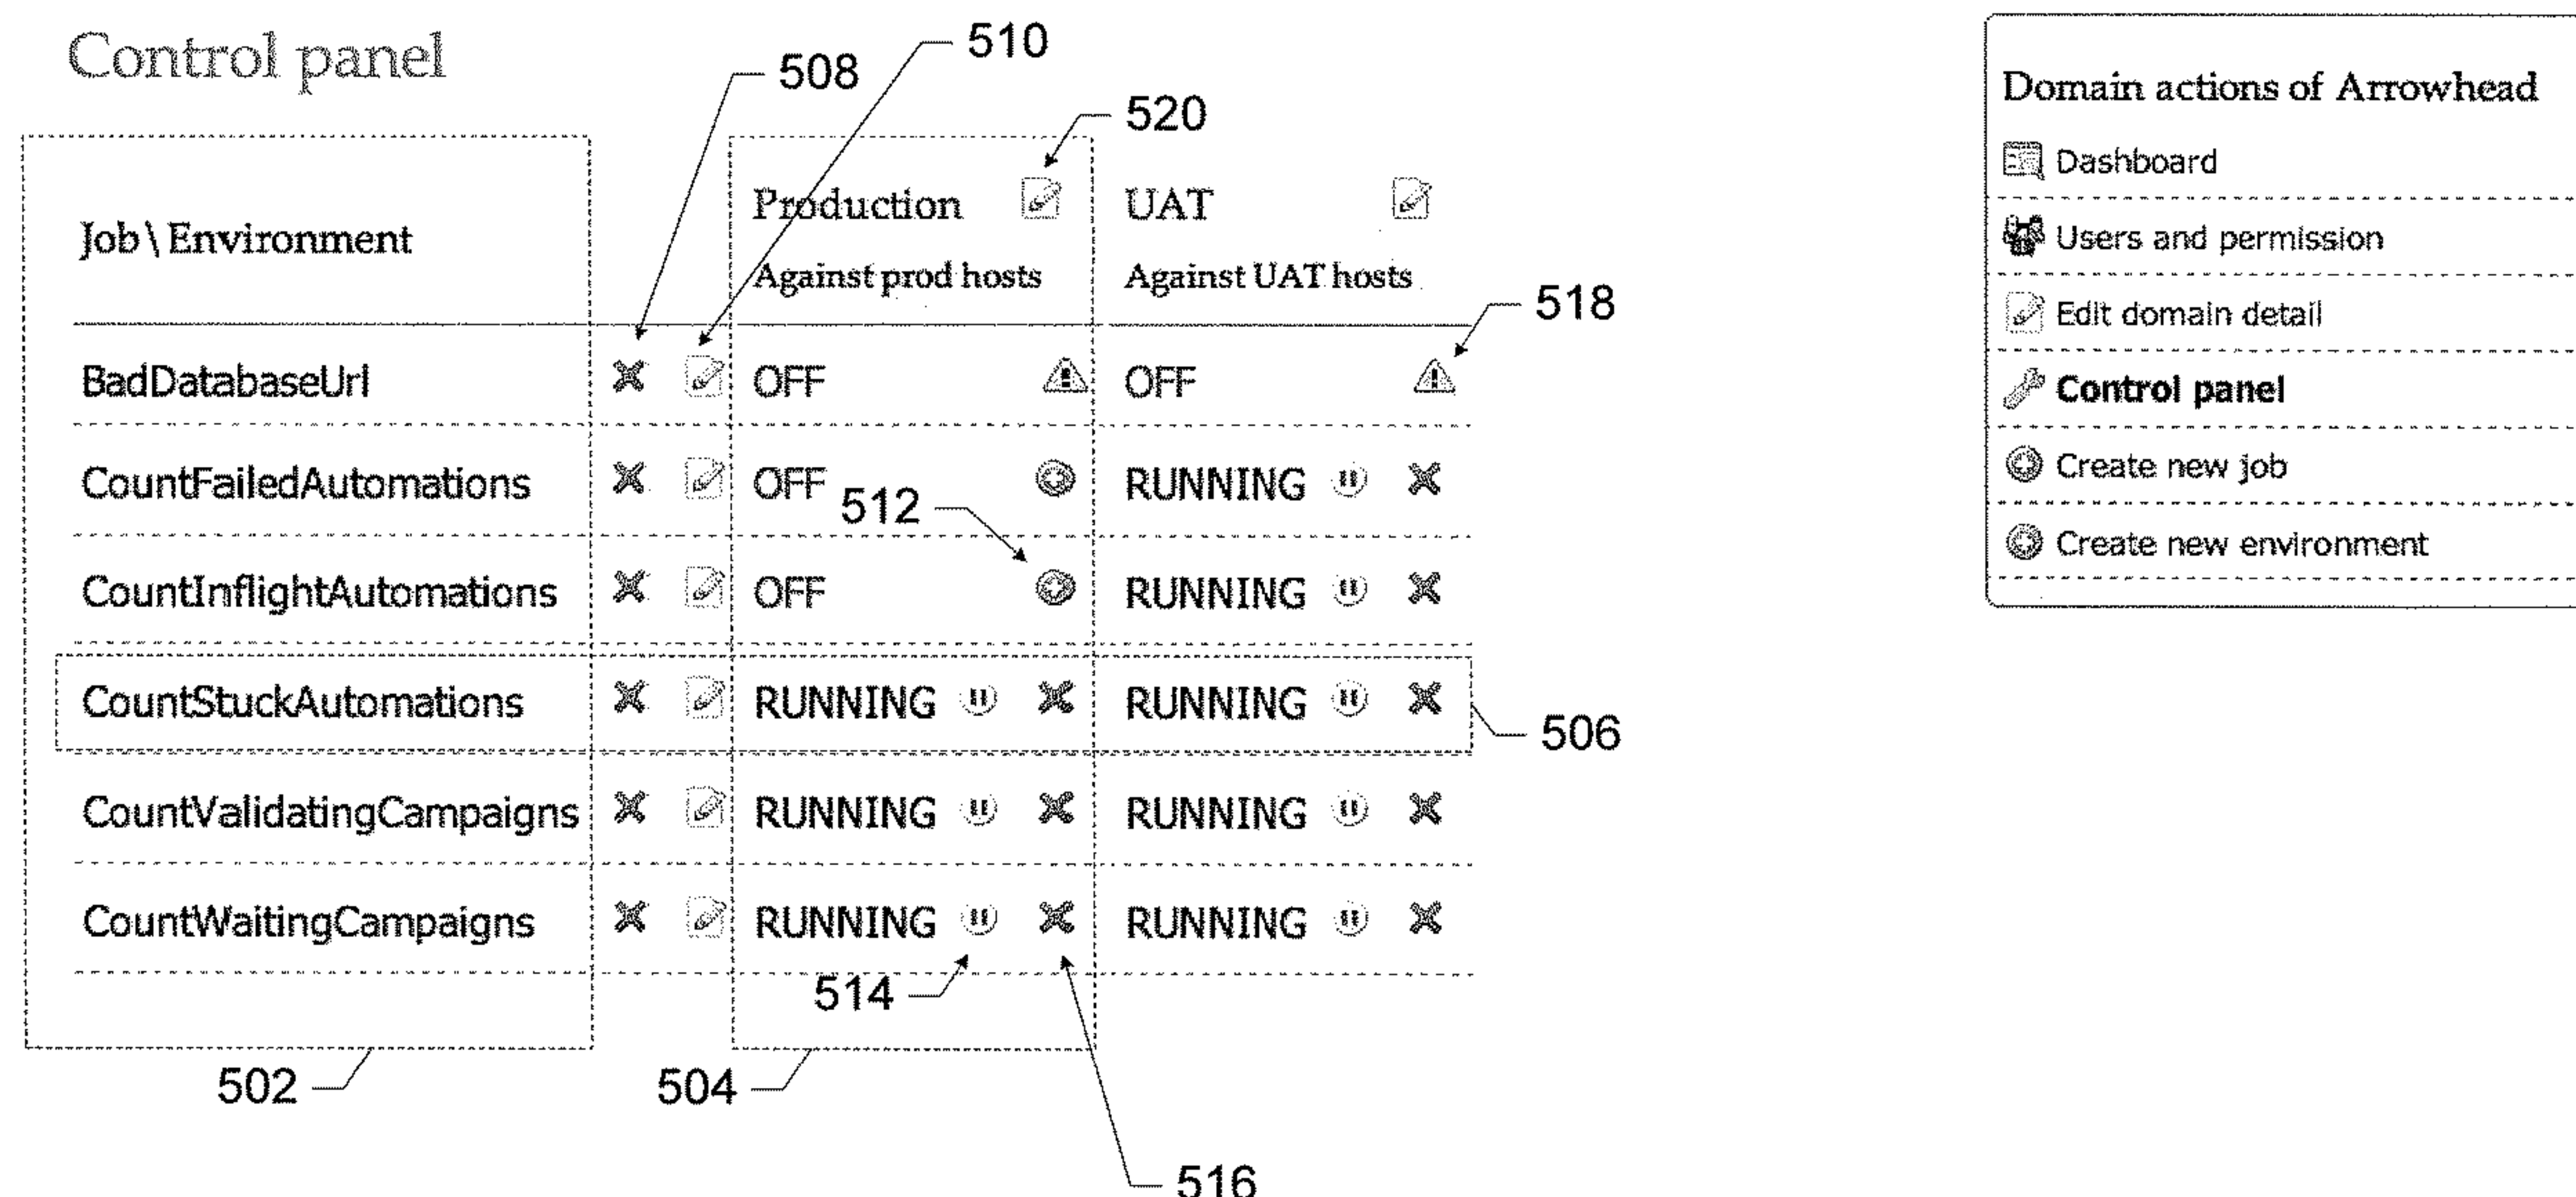 Control panel
508
510
520
Job\Environment
Production
UAT
Against prod hosts
Against UAT hosts
518
BadDatabaseUrl OFF OFF
CountFailedAutomations OFF RUNNING
512
CountInflightAutomations OFF RUNNING
CountStuckAutomations RUNNING RUNNING
506
CountValidatingCampaigns RUNNING RUNNING
CountWaitingCampaigns RUNNING RUNNING
514
502
504
516
Domain actions of Arrowhead
Dashboard
Users and permission
Edit domain detail
Control panel
Create new job
Create new environment